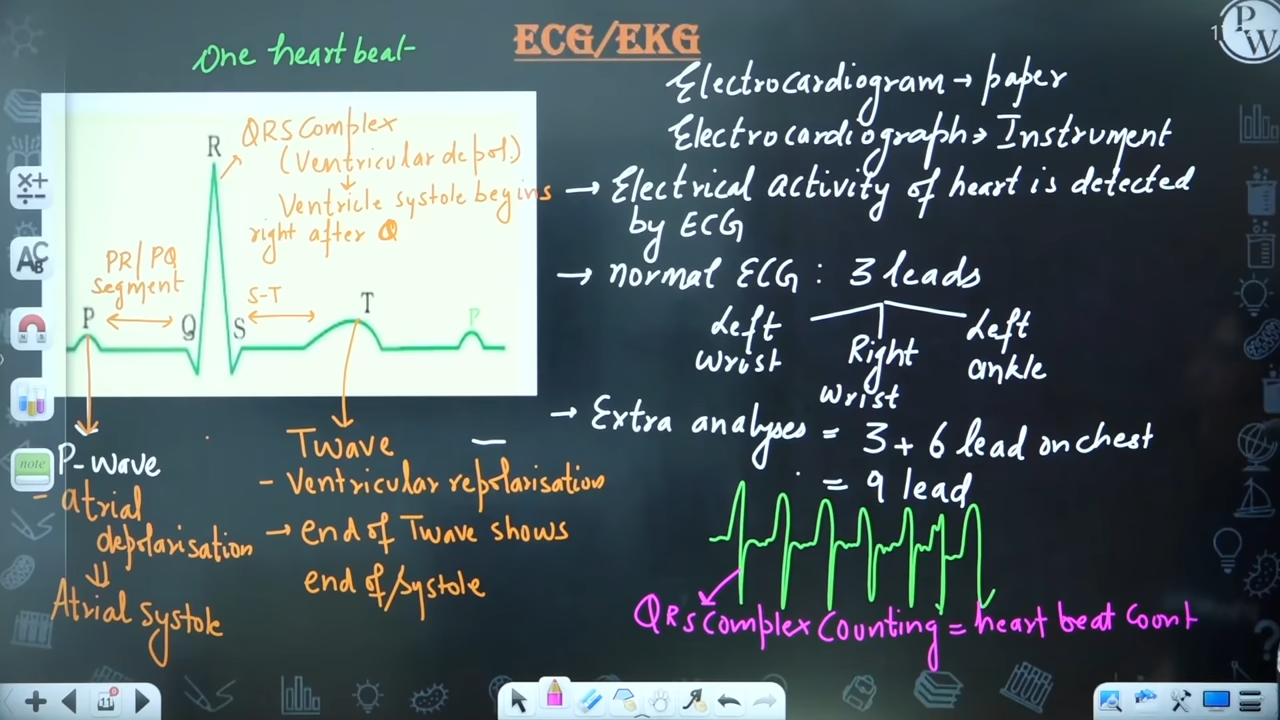 One heart beat
ECG/EKG
PW
Electrocardiogram → paper
Electrocardiograph → Instrument
→ Electrical activity of heart is detected
by ECG
→ normal ECG : 3 leads
Left
wrist
Right
wrist
Left
ankle
→ Extra analyses = 3 + 6 lead on chest
= 9 lead
QRS Complex Counting = heart beat count
R
QRS Complex
(Ventricular depol.)
Ventricle systole begins
right after Q
PR/PQ
segment
S-T
P
Q
S
T
P
P-wave
- atrial
depolarisation
Atrial systole
T wave
- Ventricular repolarisation
→ end of T wave shows
end of systole
note
11